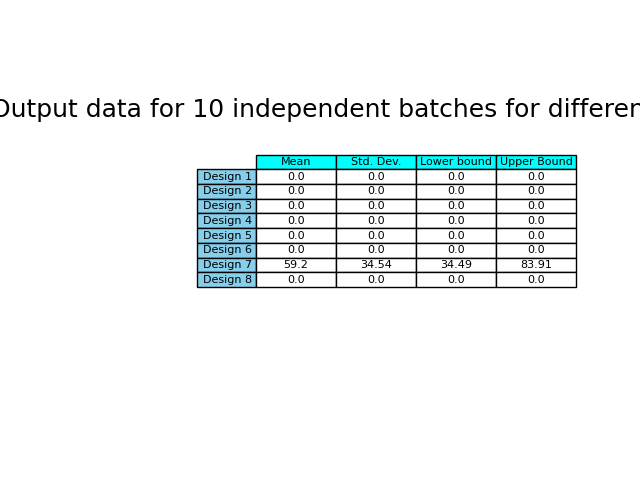 Output data for 10 independent batches for differen
Mean Std. Dev. Lower bound Upper Bound
Design 1 0.0 0.0 0.0 0.0
Design 2 0.0 0.0 0.0 0.0
Design 3 0.0 0.0 0.0 0.0
Design 4 0.0 0.0 0.0 0.0
Design 5 0.0 0.0 0.0 0.0
Design 6 0.0 0.0 0.0 0.0
Design 7 59.2 34.54 34.49 83.91
Design 8 0.0 0.0 0.0 0.0